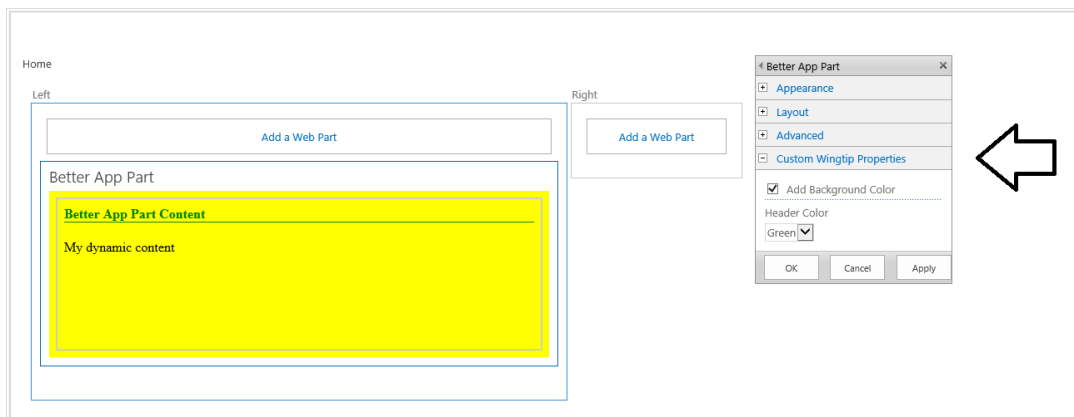 Home
Left
Add a Web Part
Better App Part
Better App Part Content
My dynamic content
Right
Add a Web Part
Better App Part
Appearance
Layout
Advanced
Custom Wingtip Properties
Add Background Color
Header Color
Green
OK Cancel Apply